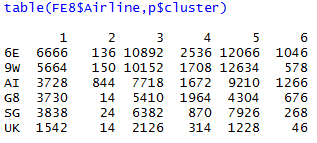 table(FE8$Airline,p$cluster)
1 2 3 4 5 6
6E 6666 136 10892 2536 12066 1046
9W 5664 150 10152 1708 12634 578
AI 3728 844 7718 1672 9210 1266
G8 3730 14 5410 1964 4304 676
SG 3838 24 6382 870 7926 268
UK 1542 14 2126 314 1228 46